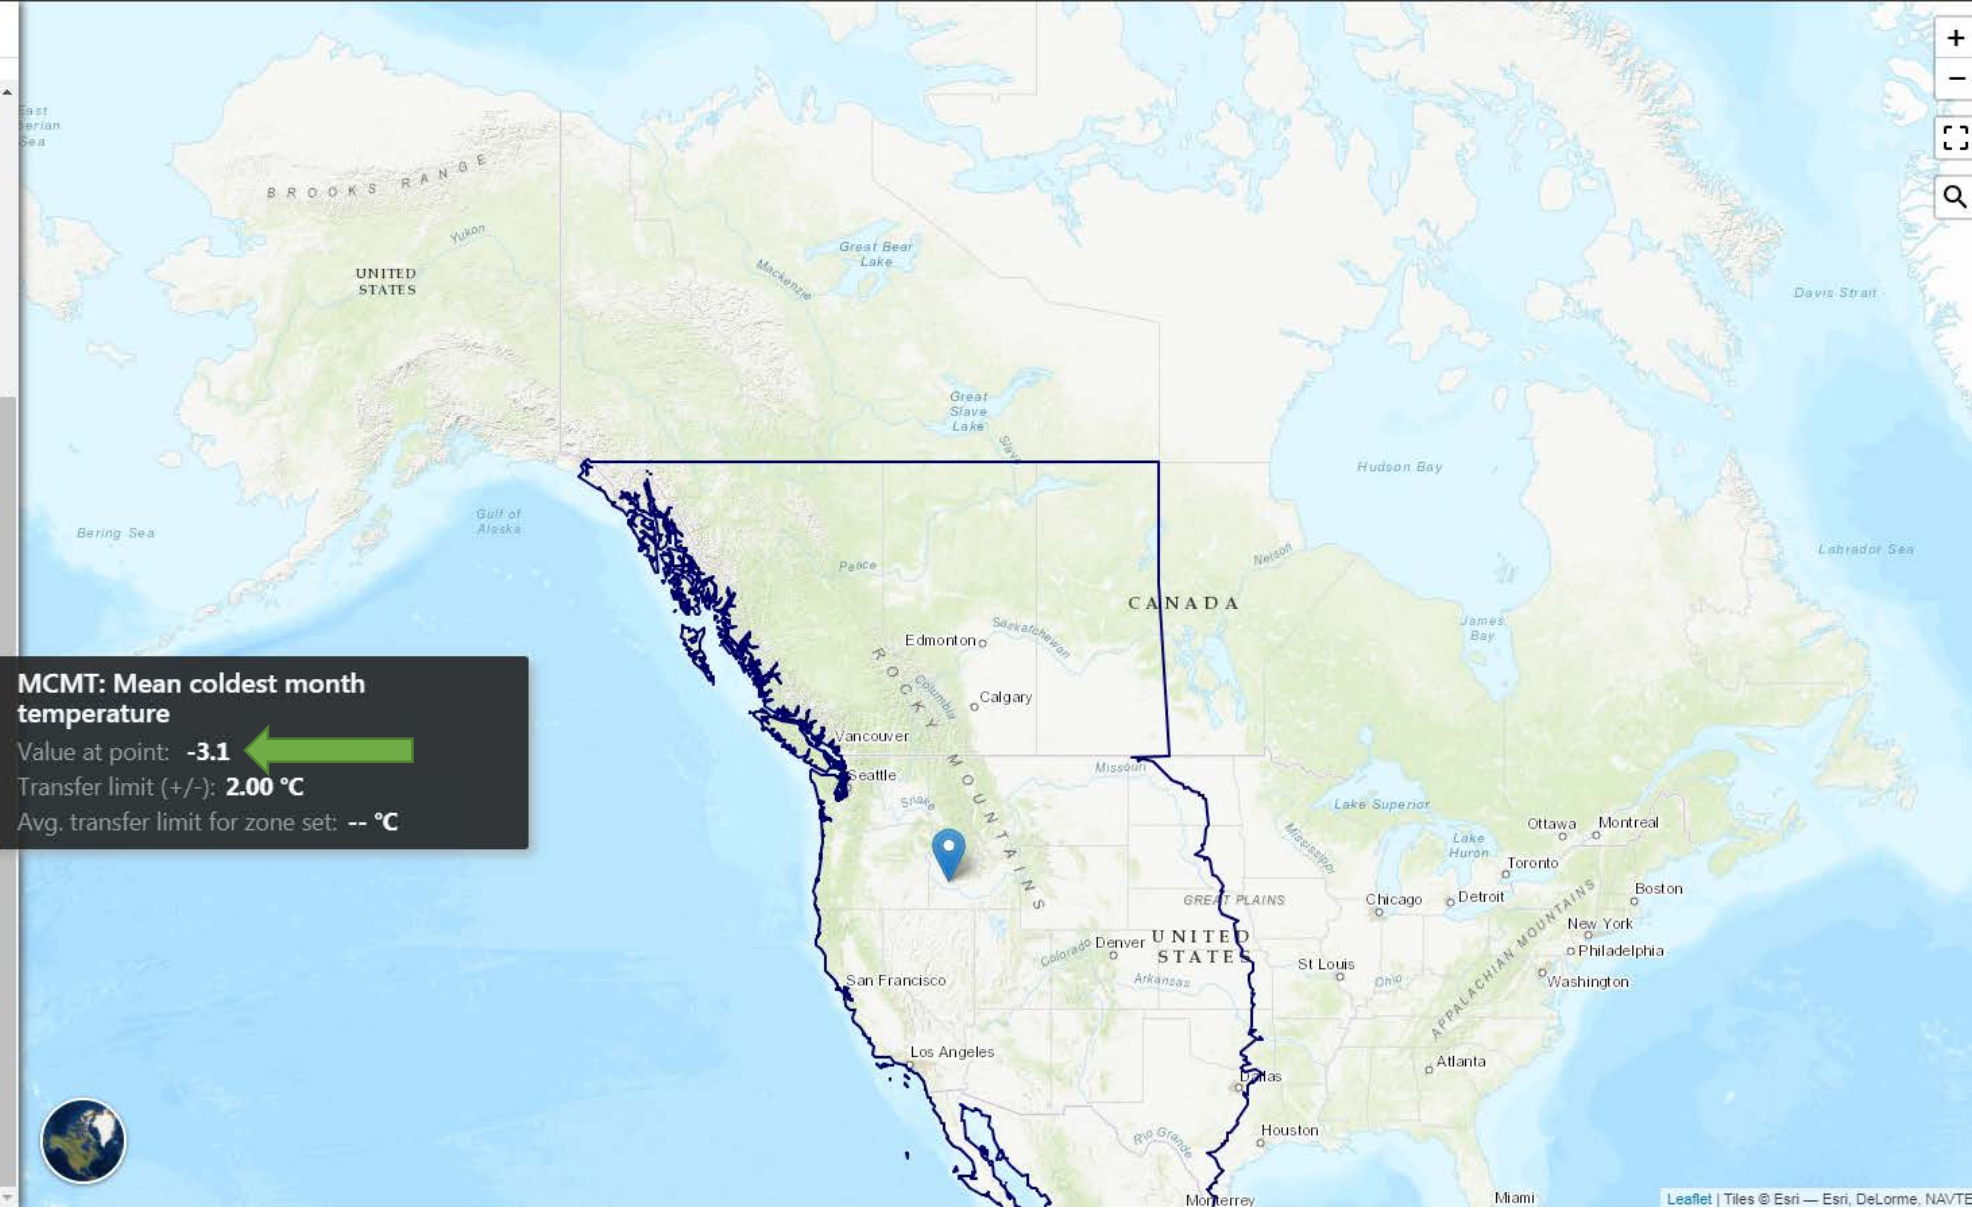 +
−
East
Sea
BROOKS RANGE
Yukon
UNITED
STATES
Great Bear
Lake
Mackenzie
Davis Strait
Great
Slave
Lake
Slave
Hudson Bay
Gulf of
Alaska
Bering Sea
Peace
Nelson
Labrador Sea
CANADA
Edmonton
Saskatchewan
James
Bay
ROCKY MOUNTAINS
Columbia
Calgary
MCMT: Mean coldest month
temperature
Value at point: -3.1
Transfer limit (+/-): 2.00 °C
Avg. transfer limit for zone set: -- °C
Vancouver
Seattle
Missouri
Snake
Lake Superior
Mississippi
Lake
Huron
Ottawa
Montreal
Toronto
Boston
GREAT PLAINS
Chicago
Detroit
New York
Philadelphia
Washington
APPALACHIAN MOUNTAINS
UNITED
STATES
Colorado
Denver
St Louis
Ohio
Arkansas
San Francisco
Los Angeles
Atlanta
Dallas
Houston
Rio Grande
Monterrey
Miami
Leaflet | Tiles © Esri — Esri, DeLorme, NAVTE